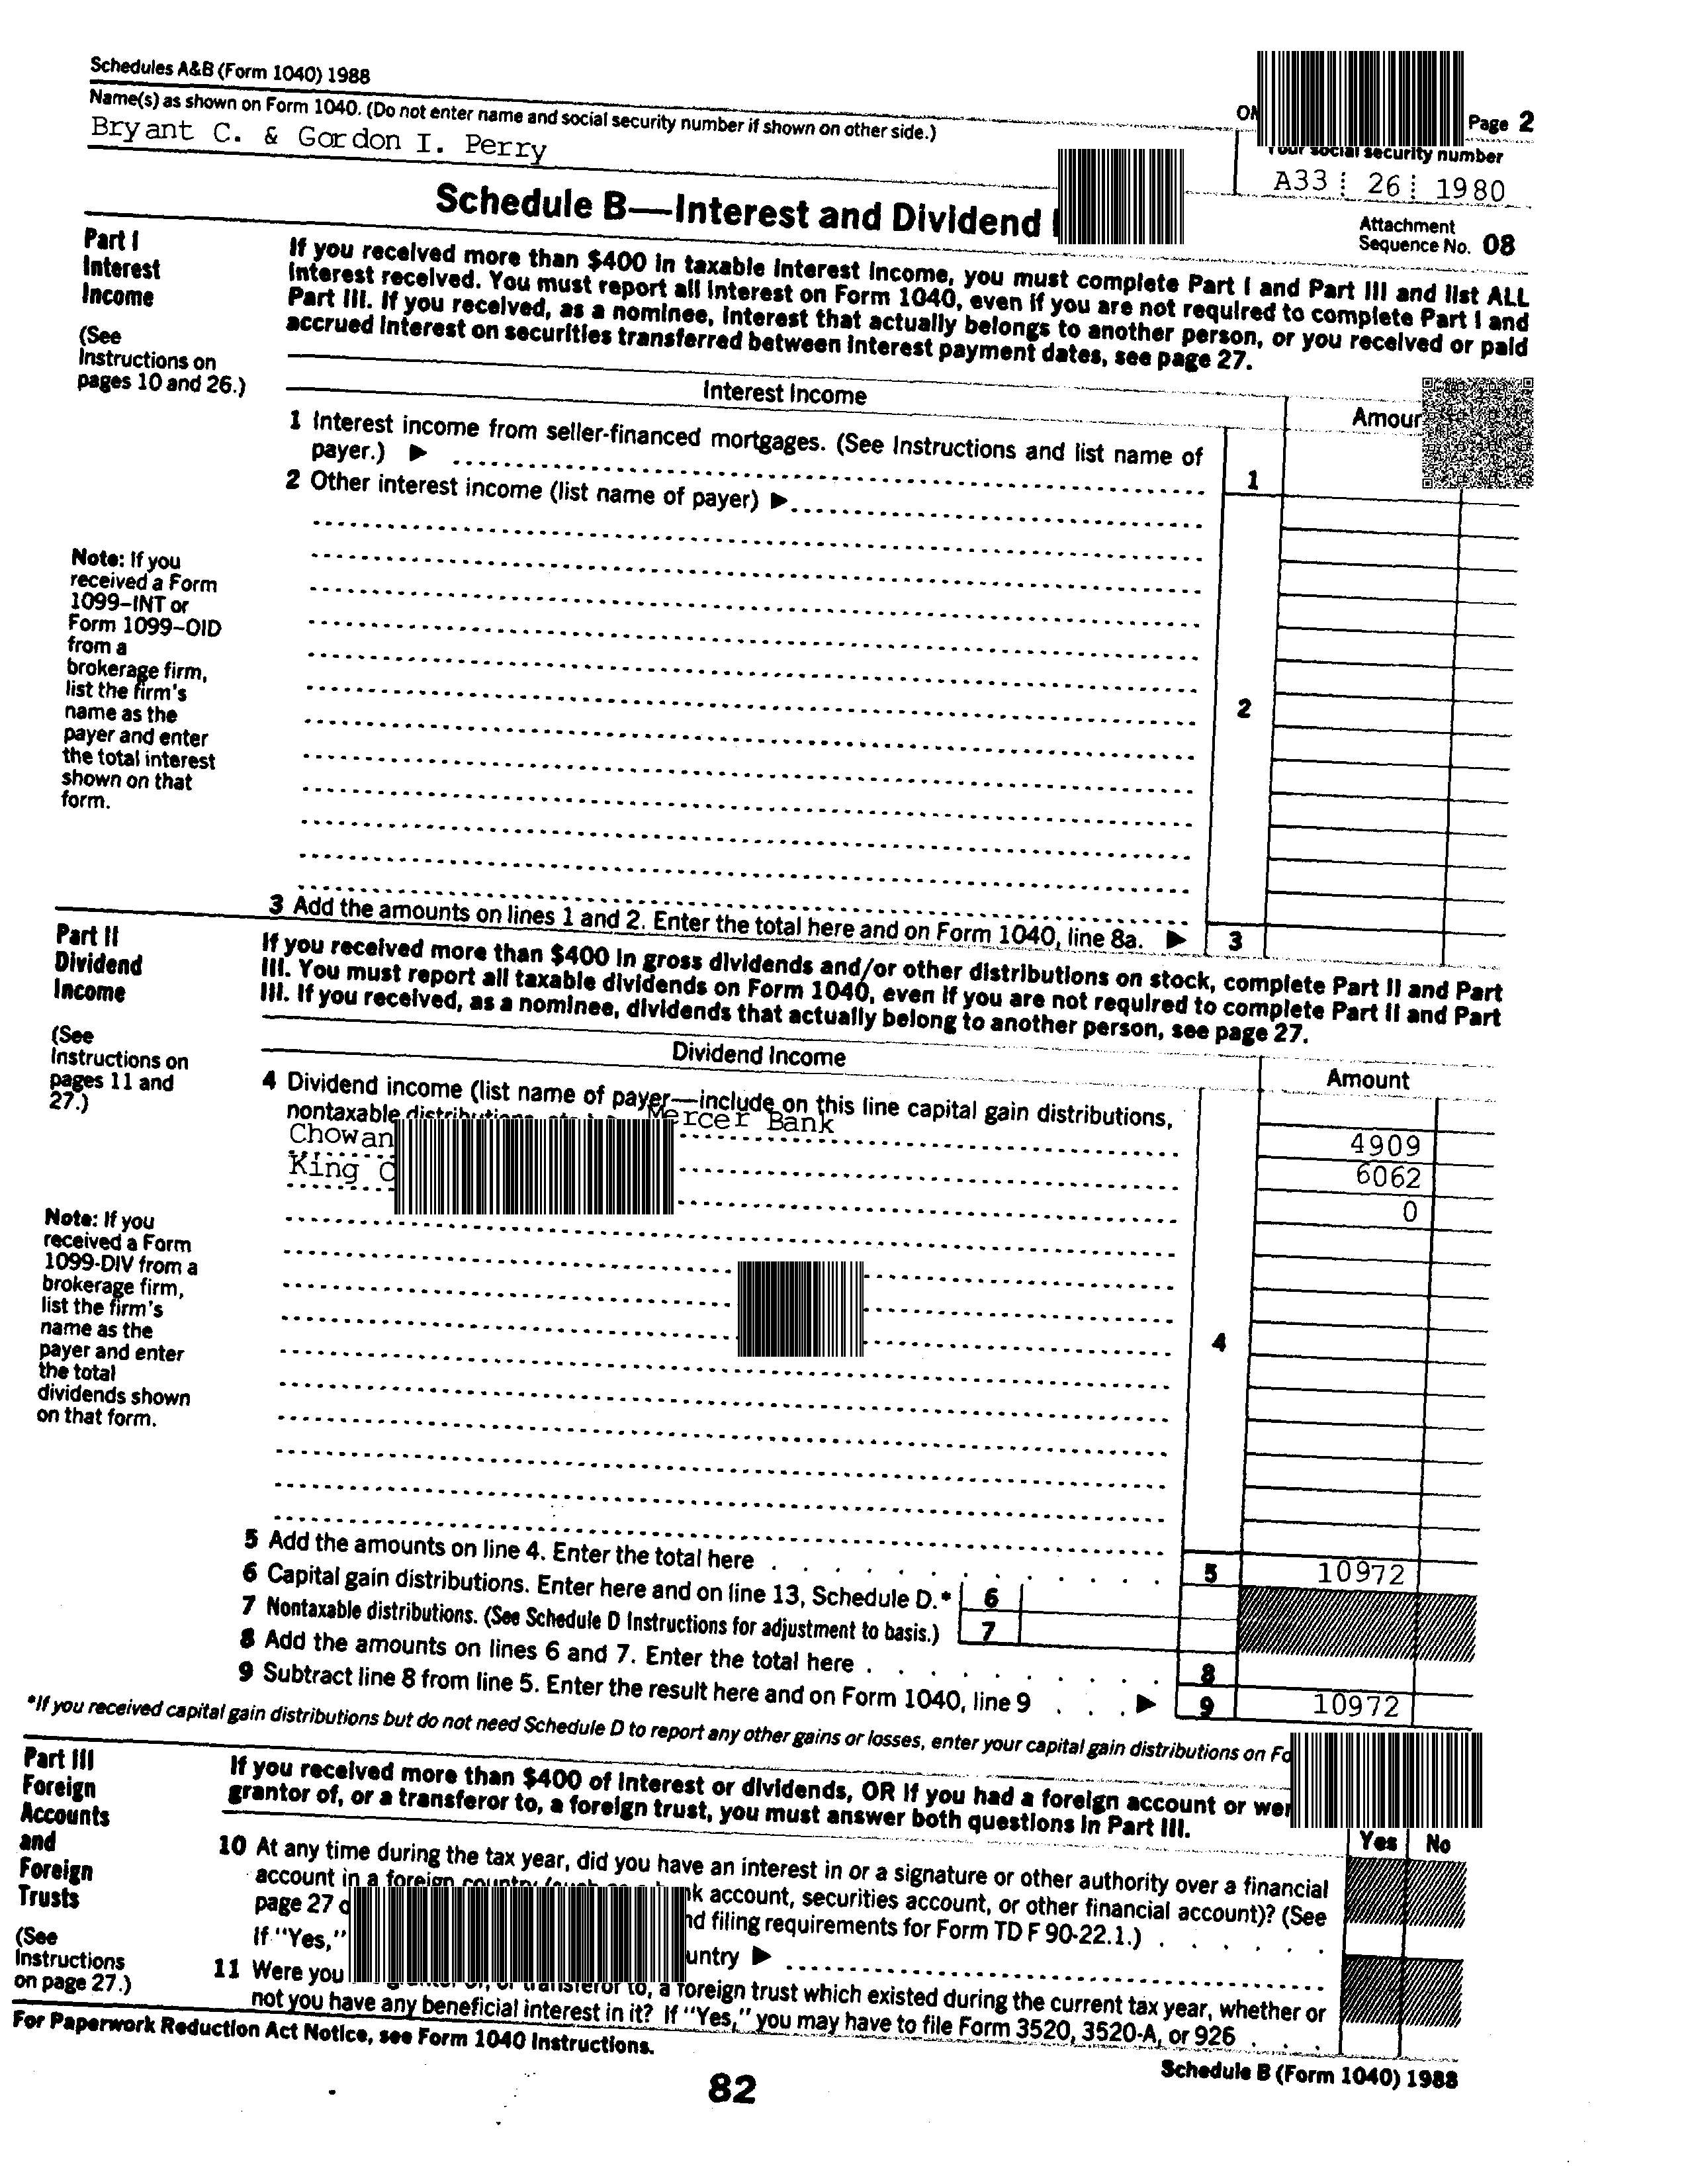 Schedules A&B (Form 1040) 1988
Page 2
Name(s) as shown on Form 1040. (Do not enter name and social security number if shown on other side.)
Your social security number
Bryant C. & Gordon I. Perry
A33 26 1980
Schedule B—Interest and Dividend
Attachment
Sequence No. 08
Part I
Interest
Income
(See
Instructions on
pages 10 and 26.)
If you received more than $400 in taxable interest income, you must complete Part I and Part III and list ALL
interest received. You must report all interest on Form 1040, even if you are not required to complete Part I and
Part III. If you received, as a nominee, interest that actually belongs to another person, or you received or paid
accrued interest on securities transferred between interest payment dates, see page 27.
Interest Income
1 Interest income from seller-financed mortgages. (See Instructions and list name of
payer.) ▶
1
2 Other interest income (list name of payer) ▶
Note: If you
received a Form
1099–INT or
Form 1099–OID
from a
brokerage firm,
list the firm's
name as the
payer and enter
the total interest
shown on that
form.
2
3 Add the amounts on lines 1 and 2. Enter the total here and on Form 1040, line 8a. ▶ 3
Part II
Dividend
Income
(See
Instructions on
pages 11 and
27.)
If you received more than $400 in gross dividends and/or other distributions on stock, complete Part II and Part
III. You must report all taxable dividends on Form 1040, even if you are not required to complete Part II and Part
III. If you received, as a nominee, dividends that actually belong to another person, see page 27.
Dividend Income
Amount
4 Dividend income (list name of payer—include on this line capital gain distributions,
nontaxable distributions, Mercer Bank
Chowan 4909
King 6062
0
Note: If you
received a Form
1099-DIV from a
brokerage firm,
list the firm's
name as the
payer and enter
the total
dividends shown
on that form.
4
5 Add the amounts on line 4. Enter the total here 5 10972
6 Capital gain distributions. Enter here and on line 13, Schedule D.* 6
7 Nontaxable distributions. (See Schedule D Instructions for adjustment to basis.) 7
8 Add the amounts on lines 6 and 7. Enter the total here 8
9 Subtract line 8 from line 5. Enter the result here and on Form 1040, line 9 ▶ 9 10972
*If you received capital gain distributions but do not need Schedule D to report any other gains or losses, enter your capital gain distributions on
Part III
Foreign
Accounts
and
Foreign
Trusts
(See
Instructions
on page 27.)
If you received more than $400 of interest or dividends, OR if you had a foreign account or
grantor of, or a transferor to, a foreign trust, you must answer both questions in Part III.
Yes No
10 At any time during the tax year, did you have an interest in or a signature or other authority over a financial
account in a foreign country account, securities account, or other financial account)? (See
page 27 filing requirements for Form TD F 90-22.1.)
If "Yes," ▶
11 Were you transferor to, a foreign trust which existed during the current tax year, whether or
not you have any beneficial interest in it? If "Yes," you may have to file Form 3520, 3520-A, or 926
For Paperwork Reduction Act Notice, see Form 1040 Instructions.
Schedule B (Form 1040) 1988
82